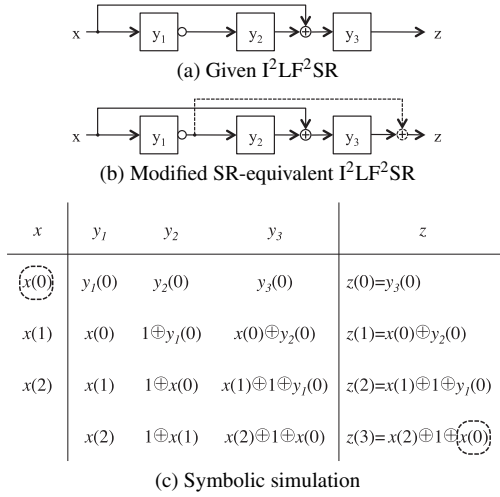 x y₁ y₂ ⊕ y₃ z
(a) Given I²LF²SR
x y₁ y₂ ⊕ y₃ ⊕ z
(b) Modified SR-equivalent I²LF²SR
x y₁ y₂ y₃ z
x(0) y₁(0) y₂(0) y₃(0) z(0)=y₃(0)
x(1) x(0) 1⊕y₁(0) x(0)⊕y₂(0) z(1)=x(0)⊕y₂(0)
x(2) x(1) 1⊕x(0) x(1)⊕1⊕y₁(0) z(2)=x(1)⊕1⊕y₁(0)
x(2) 1⊕x(1) x(2)⊕1⊕x(0) z(3)=x(2)⊕1⊕x(0)
(c) Symbolic simulation